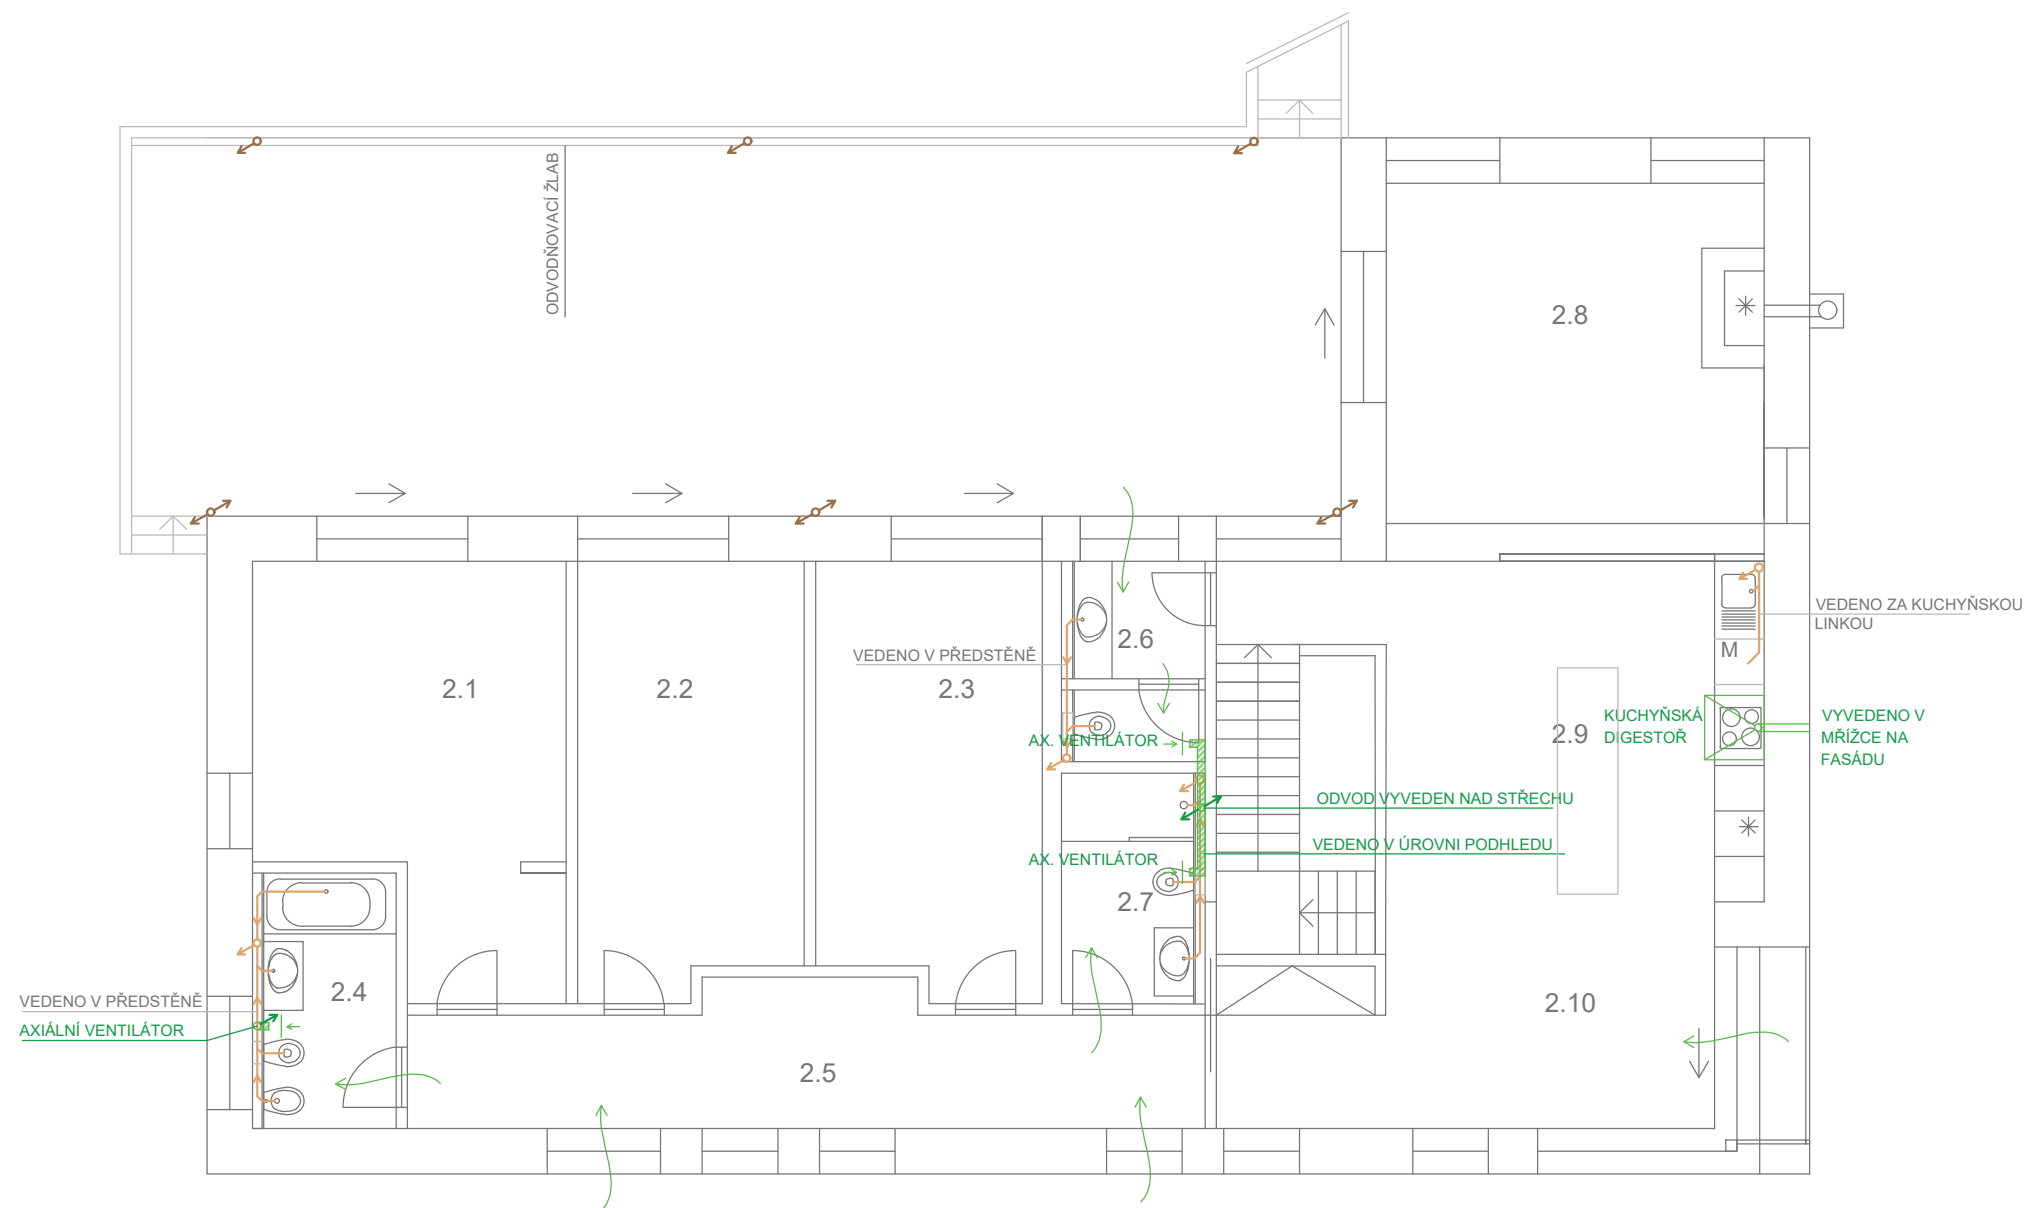 ODVODŇOVACÍ ŽLAB
2.8
VEDENO ZA KUCHYŇSKOU
LINKOU
2.6
M
VEDENO V PŘEDSTĚNĚ
2.1
2.2
2.3
KUCHYŇSKÁ
DIGESTOŘ
2.9
VYVEDENO V
MŘÍŽCE NA
FASÁDU
AX. VENTILÁTOR
ODVOD VYVEDEN NAD STŘECHU
VEDENO V ÚROVNI PODHLEDU
AX. VENTILÁTOR
2.7
2.4
VEDENO V PŘEDSTĚNĚ
AXIÁLNÍ VENTILÁTOR
2.10
2.5